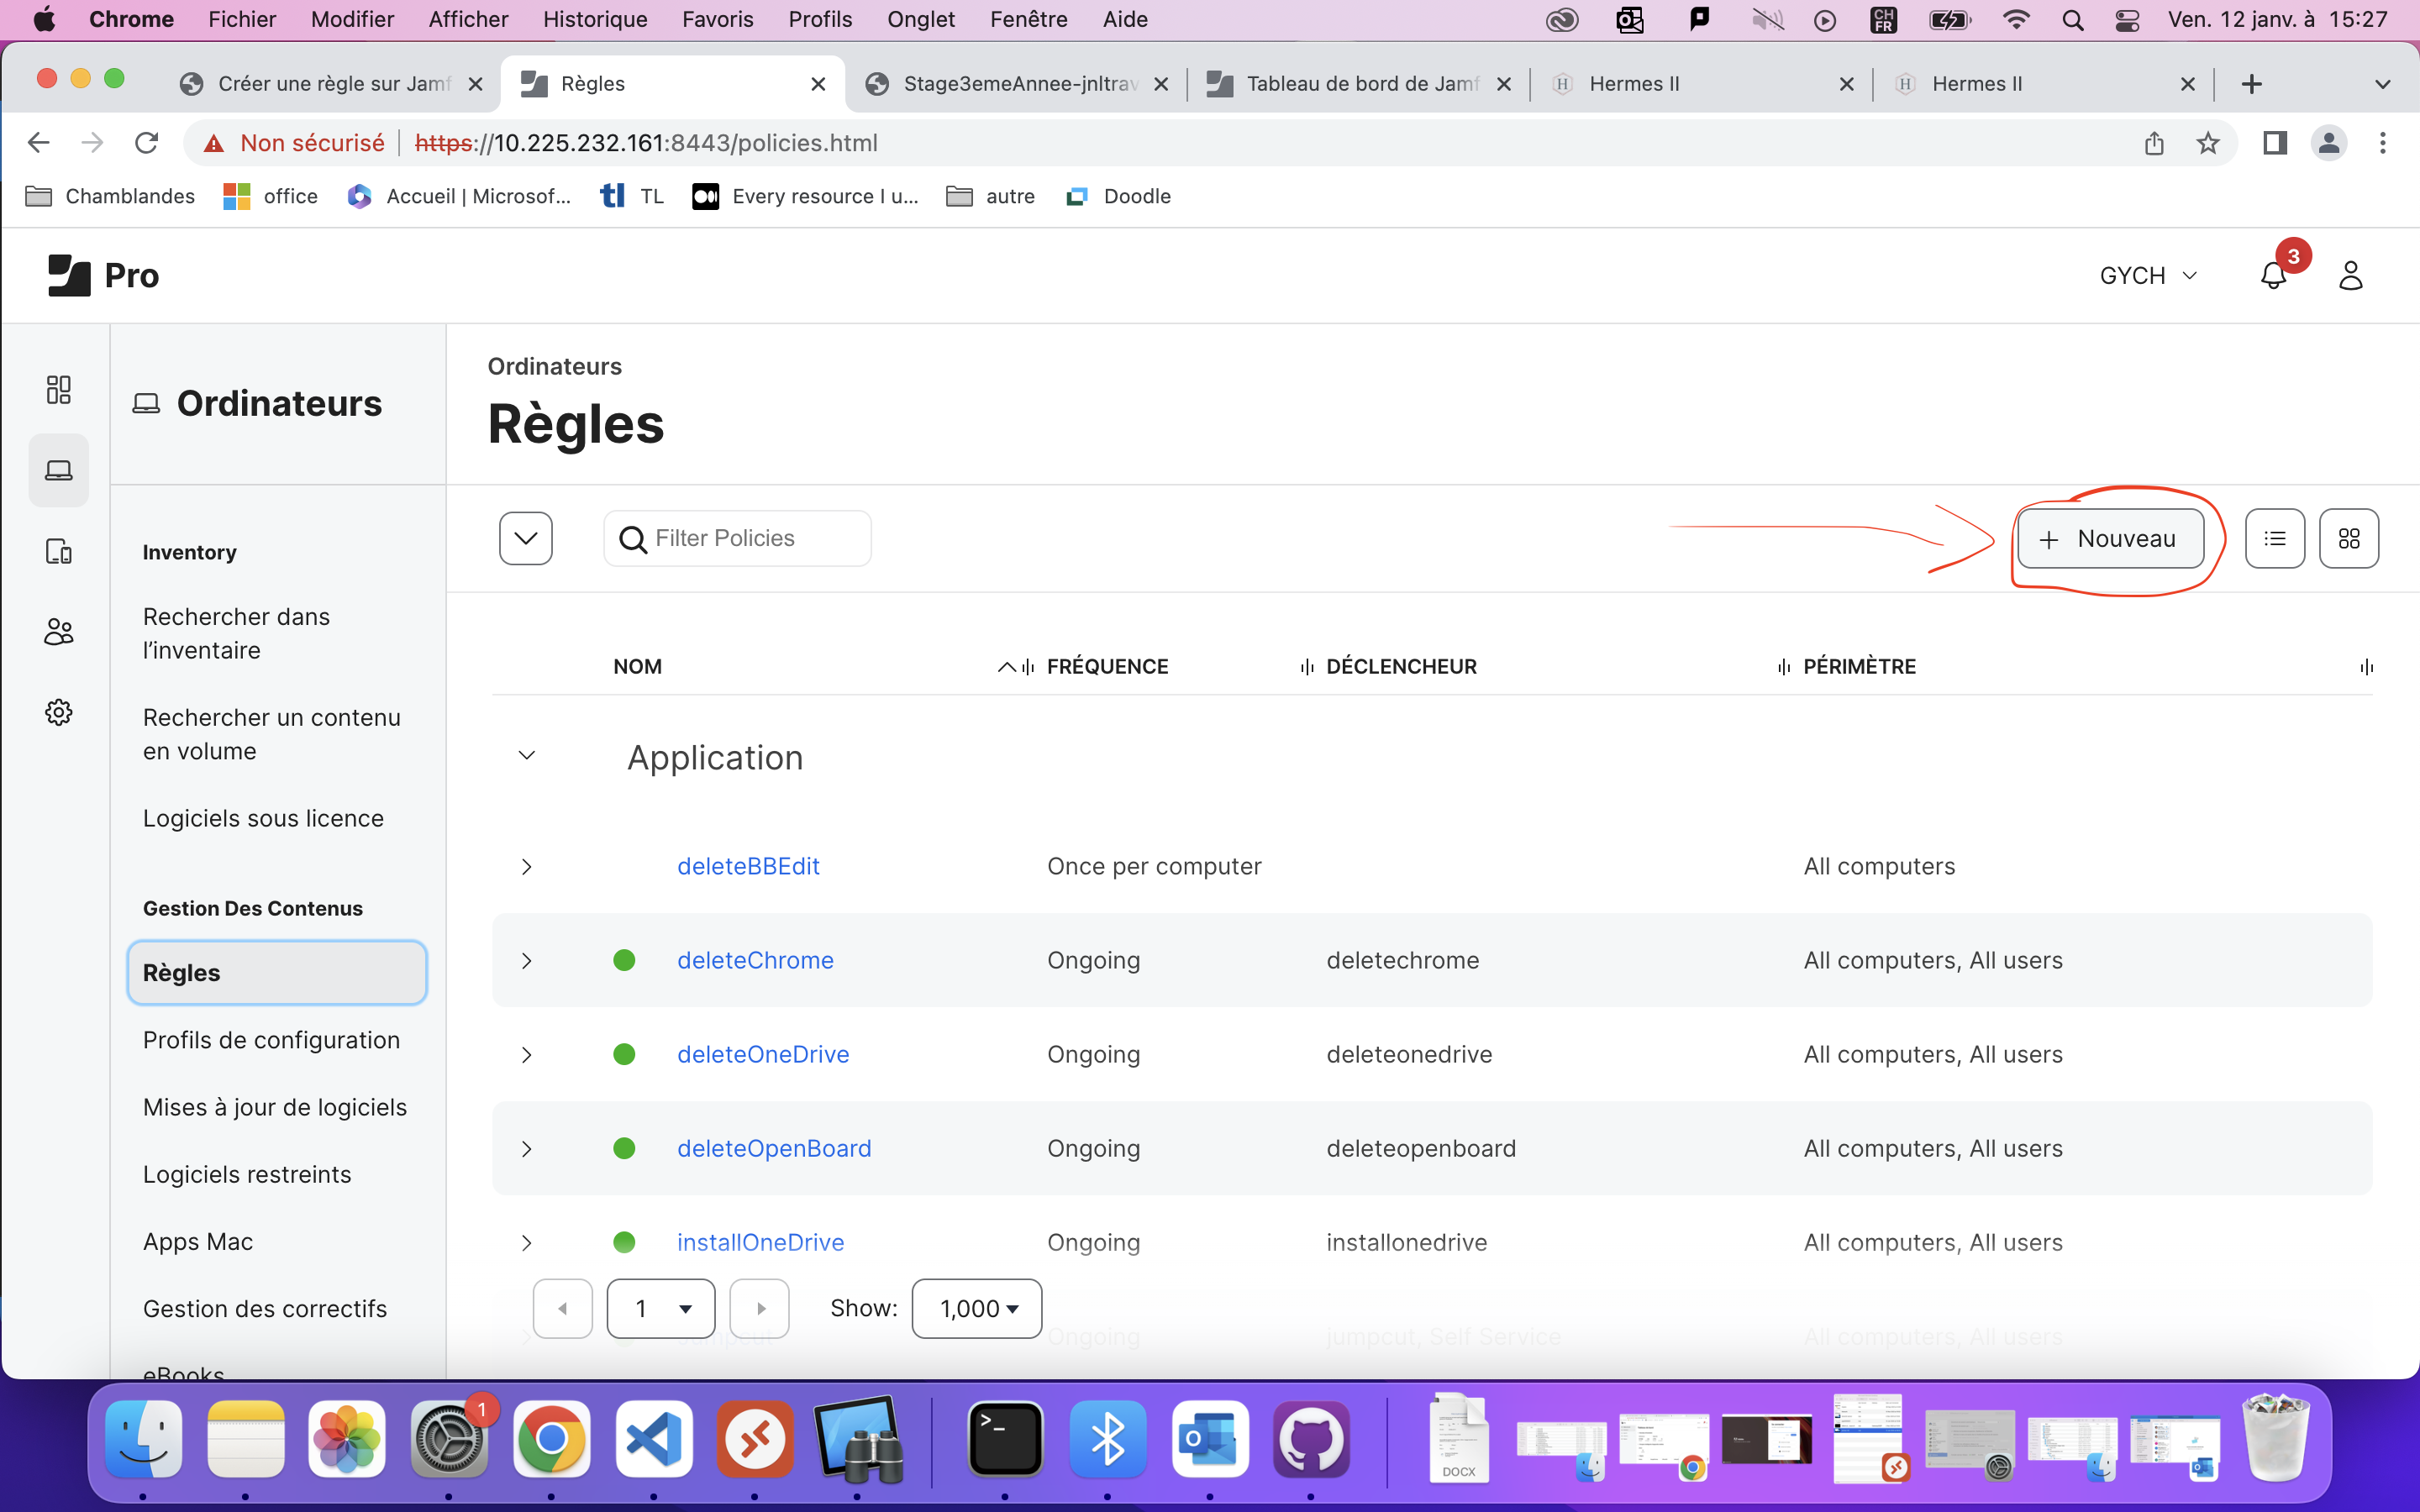 Chrome Fichier Modifier Afficher Historique Favoris Profils Onglet Fenêtre Aide CH FR Ven. 12 janv. à 15:27
Créer une règle sur Jamf Règles Stage3emeAnnee-jnltrav Tableau de bord de Jamf Hermes II Hermes II
Non sécurisé https://10.225.232.161:8443/policies.html
Chamblandes office Accueil | Microsof... tl TL Every resource I u... autre Doodle
Pro GYCH 3
Ordinateurs
Ordinateurs
Règles
Filter Policies + Nouveau
Inventory
Rechercher dans
l’inventaire
Rechercher un contenu
en volume
Logiciels sous licence
Gestion Des Contenus
Règles
Profils de configuration
Mises à jour de logiciels
Logiciels restreints
Apps Mac
Gestion des correctifs
eBooks
NOM FRÉQUENCE DÉCLENCHEUR PÉRIMÈTRE
Application
deleteBBEdit Once per computer All computers
deleteChrome Ongoing deletechrome All computers, All users
deleteOneDrive Ongoing deleteonedrive All computers, All users
deleteOpenBoard Ongoing deleteopenboard All computers, All users
installOneDrive Ongoing installonedrive All computers, All users
Ongoing jumpcut, Self Service All computers, All users
1 Show: 1,000
1
DOCX